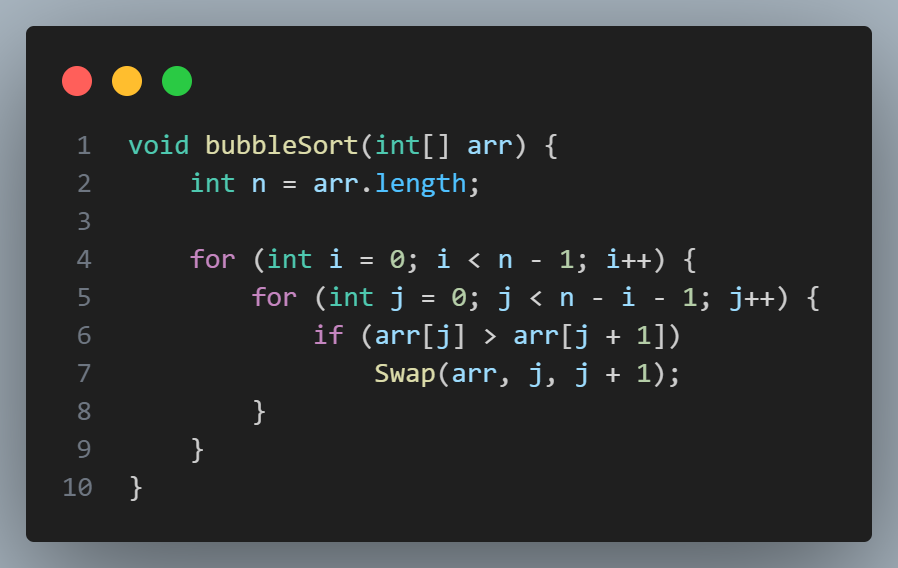 1 void bubbleSort(int[] arr) {
2     int n = arr.length;
3
4     for (int i = 0; i < n - 1; i++) {
5         for (int j = 0; j < n - i - 1; j++) {
6             if (arr[j] > arr[j + 1])
7                 Swap(arr, j, j + 1);
8         }
9     }
10 }